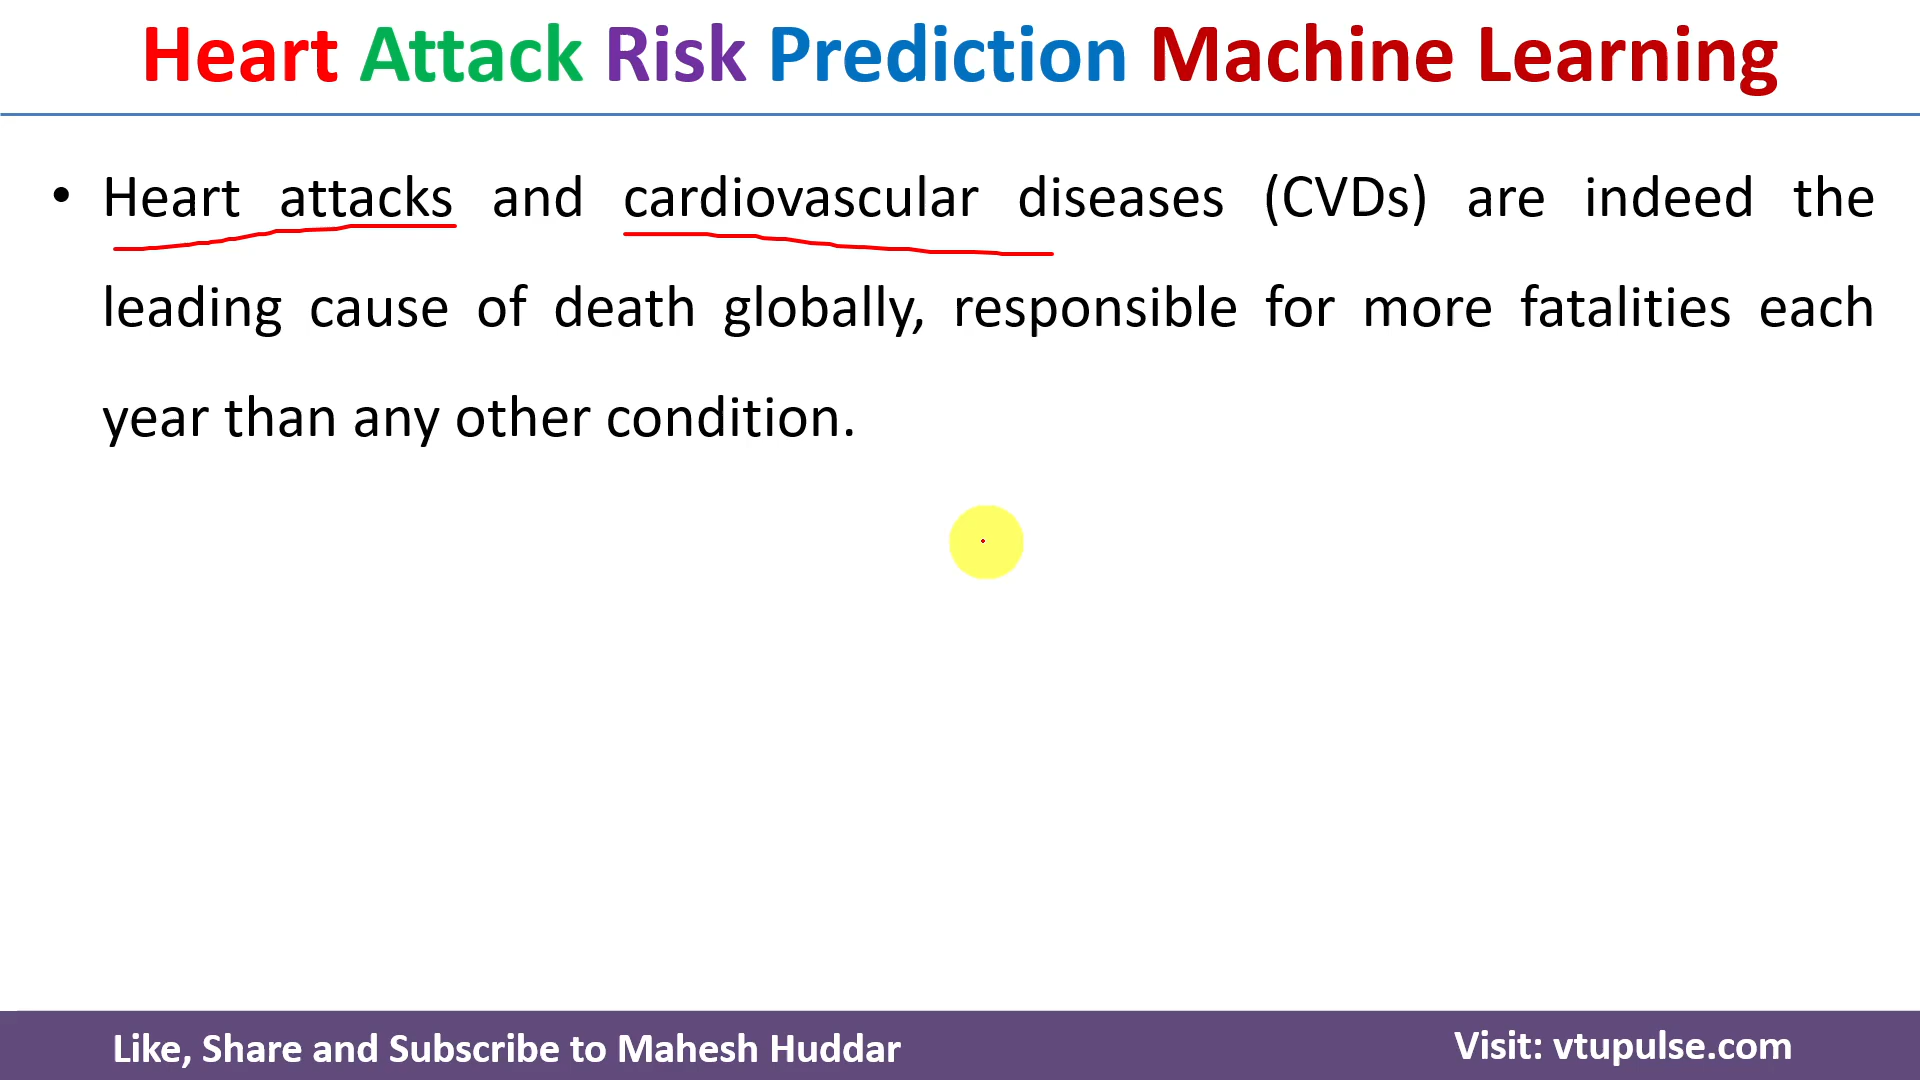 Heart Attack Risk Prediction Machine Learning
• Heart attacks and cardiovascular diseases (CVDs) are indeed the
leading cause of death globally, responsible for more fatalities each
year than any other condition.
Like, Share and Subscribe to Mahesh Huddar
Visit: vtupulse.com